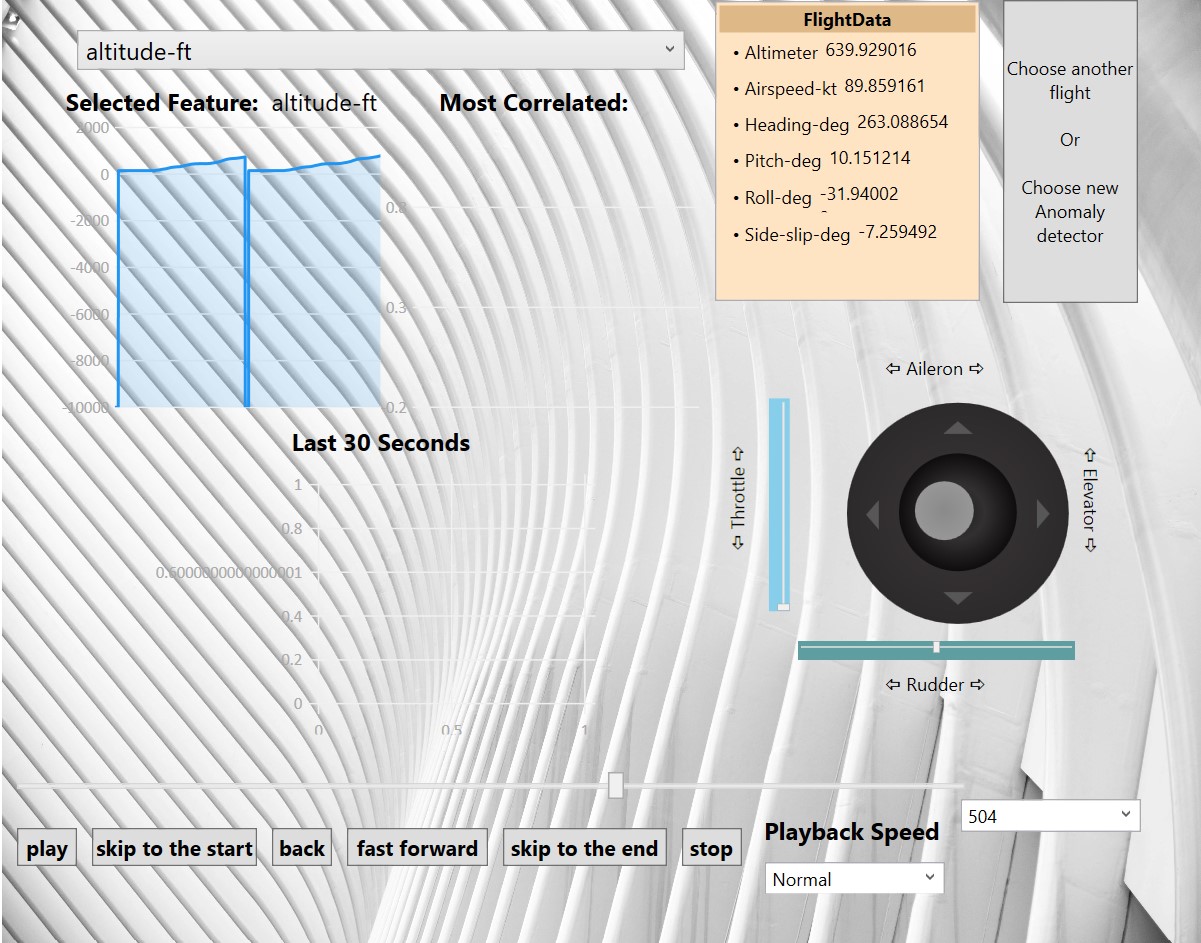 altitude-ft
Selected Feature: altitude-ft
Most Correlated:
2000
0
-2000
-4000
-6000
-8000
-10000
0.8
0.3
-0.2
FlightData
• Altimeter 639.929016
• Airspeed-kt 89.859161
• Heading-deg 263.088654
• Pitch-deg 10.151214
• Roll-deg -31.94002
• Side-slip-deg -7.259492
Choose another
flight
Or
Choose new
Anomaly
detector
Last 30 Seconds
1
0.8
0.6000000000000001
0.4
0.2
0
0 0.5 1
⇦ Aileron ⇨
⇦ Throttle ⇨
⇦ Elevator ⇨
⇦ Rudder ⇨
504
play
skip to the start
back
fast forward
skip to the end
stop
Playback Speed
Normal